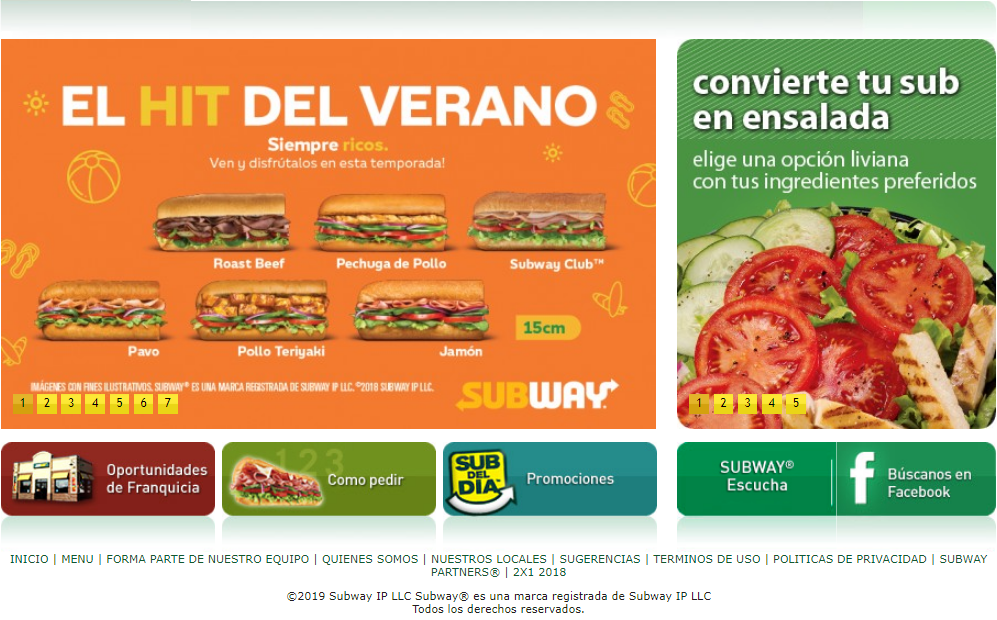 EL HIT DEL VERANO
Siempre ricos.
Ven y disfrútalos en esta temporada!
Roast Beef
Pechuga de Pollo
Subway Club™
15cm
Pavo
Pollo Teriyaki
Jamón
IMÁGENES CON FINES ILUSTRATIVOS. SUBWAY® ES UNA MARCA REGISTRADA DE SUBWAY IP LLC. ©2018 SUBWAY IP LLC.
SUBWAY
1 2 3 4 5 6 7
convierte tu sub
en ensalada
elige una opción liviana
con tus ingredientes preferidos
1 2 3 4 5
Oportunidades
de Franquicia
1 2 3
Como pedir
SUB
DEL
DÍA
Promociones
SUBWAY®
Escucha
f
Búscanos en
Facebook
INICIO | MENU | FORMA PARTE DE NUESTRO EQUIPO | QUIENES SOMOS | NUESTROS LOCALES | SUGERENCIAS | TERMINOS DE USO | POLITICAS DE PRIVACIDAD | SUBWAY
PARTNERS® | 2X1 2018
©2019 Subway IP LLC Subway® es una marca registrada de Subway IP LLC
Todos los derechos reservados.